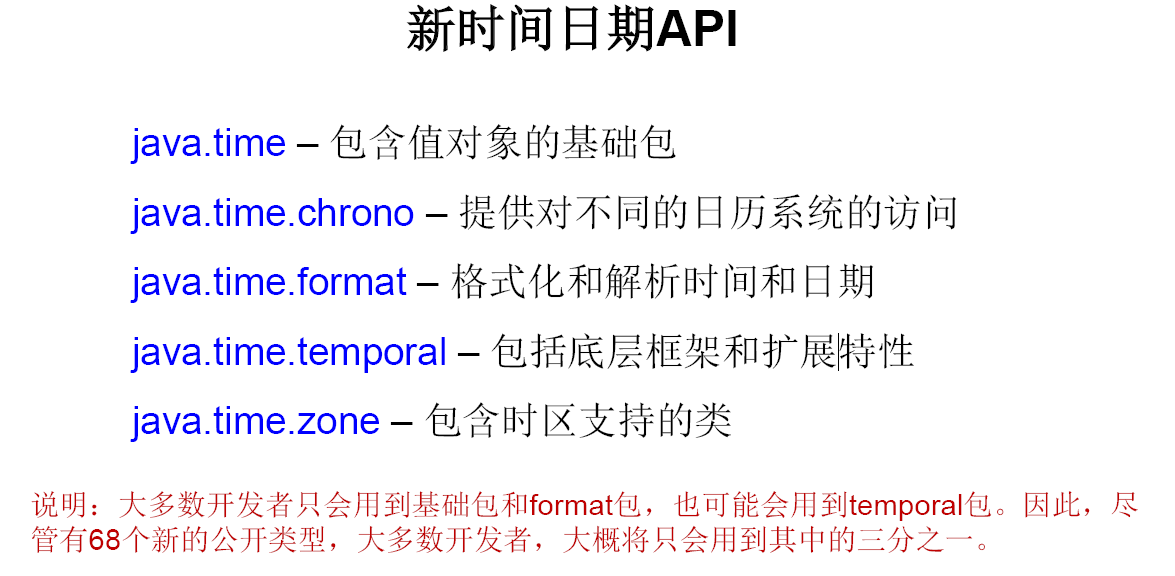 新时间日期API
java.time – 包含值对象的基础包
java.time.chrono – 提供对不同的日历系统的访问
java.time.format – 格式化和解析时间和日期
java.time.temporal – 包括底层框架和扩展特性
java.time.zone – 包含时区支持的类
说明：大多数开发者只会用到基础包和format包，也可能会用到temporal包。因此，尽
管有68个新的公开类型，大多数开发者，大概将只会用到其中的三分之一。